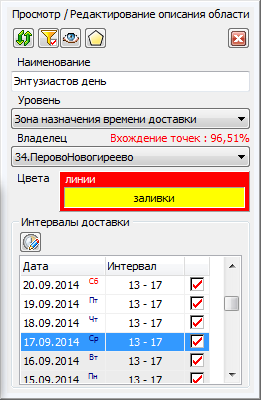 Просмотр / Редактирование описания области
Наименование
Энтузиастов день
Уровень
Зона назначения времени доставки
Владелец Вхождение точек : 96,51%
34.ПеровоНовогиреево
Цвета линии
заливки
Интервалы доставки
Дата Интервал
20.09.2014 Сб 13 - 17
19.09.2014 Пт 13 - 17
18.09.2014 Чт 13 - 17
17.09.2014 Ср 13 - 17
16.09.2014 Вт 13 - 17
15.09.2014 Пн 13 - 17